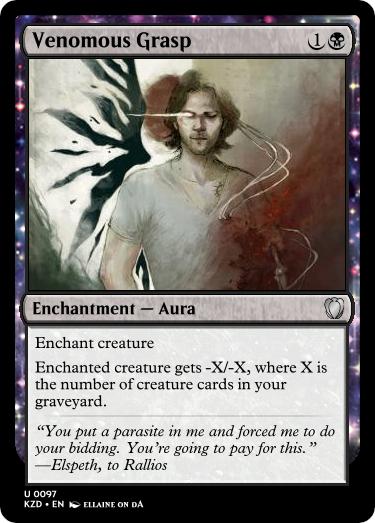 Venomous Grasp 1
Enchantment — Aura
Enchant creature
Enchanted creature gets -X/-X, where X is
the number of creature cards in your
graveyard.
“You put a parasite in me and forced me to do
your bidding. You’re going to pay for this.”
—Elspeth, to Rallios
U 0097
KZD • EN ELLAINE ON DA